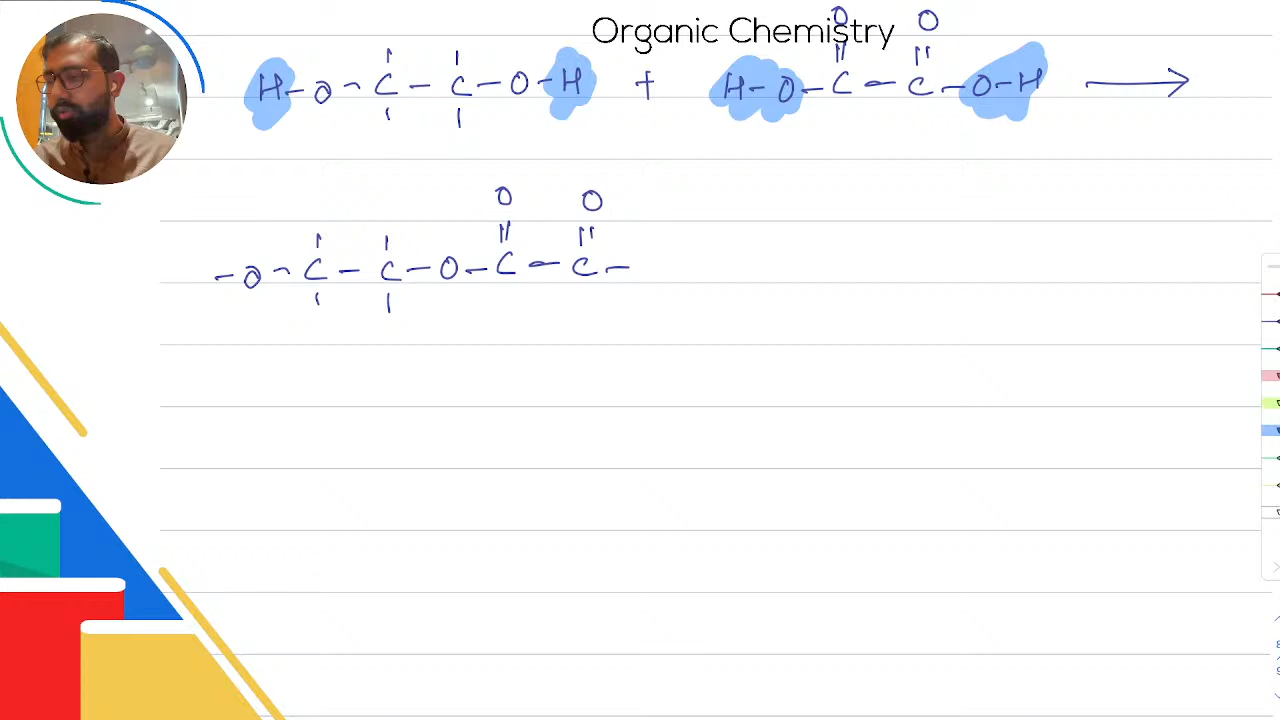 Organic Chemistry
O O
H-O-C-C-O-H + H-O-C-C-O-H →
O O
-O-C-C-O-C-C-